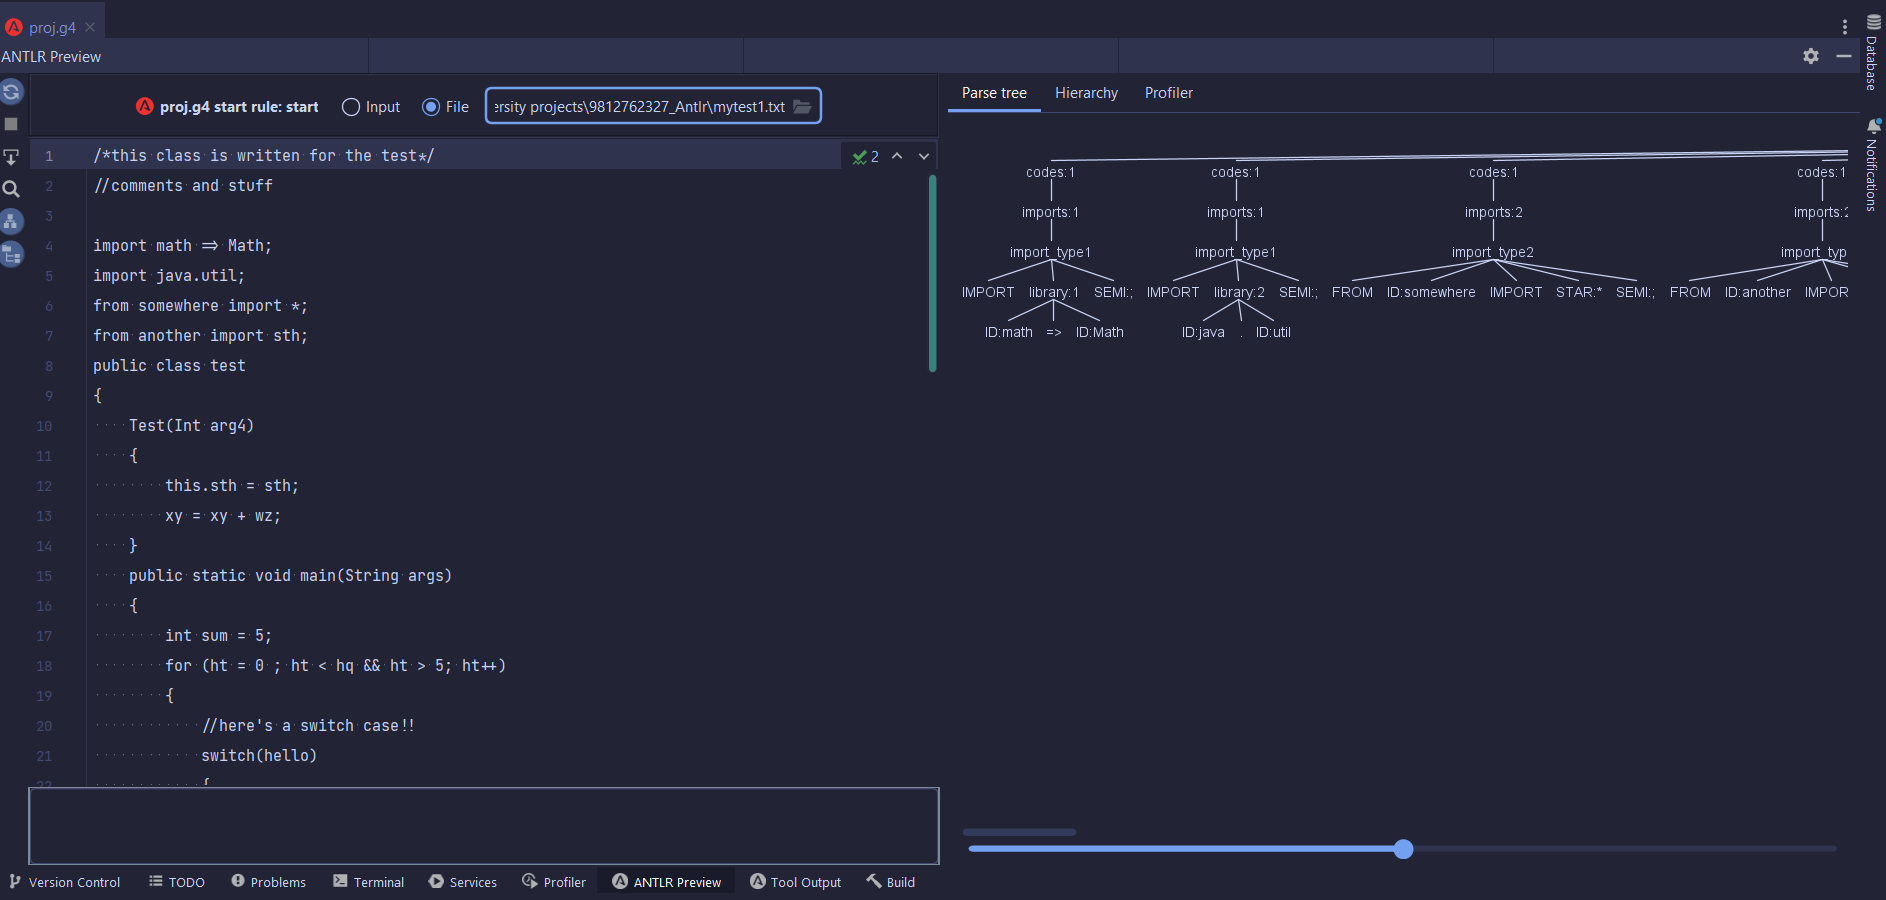 proj.g4
ANTLR Preview
proj.g4 start rule: start
Input
File
ersity projects\9812762327_Antlr\mytest1.txt
Parse tree
Hierarchy
Profiler
Database
Notifications
2
1 /*this class is written for the test*/
2 //comments and stuff
3
4 import math => Math;
5 import java.util;
6 from somewhere import *;
7 from another import sth;
8 public class test
9 {
10 Test(Int arg4)
11 {
12 this.sth = sth;
13 xy = xy + wz;
14 }
15 public static void main(String args)
16 {
17 int sum = 5;
18 for (ht = 0 ; ht < hq && ht > 5; ht++)
19 {
20 //here's a switch case!!
21 switch(hello)
22 {
codes:1 codes:1 codes:1 codes:1
imports:1 imports:1 imports:2 imports:2
import_type1 import_type1 import_type2 import_typ
IMPORT library:1 SEMI:; IMPORT library:2 SEMI:; FROM ID:somewhere IMPORT STAR:* SEMI:; FROM ID:another IMPOR
ID:math => ID:Math ID:java . ID:util
Version Control
TODO
Problems
Terminal
Services
Profiler
ANTLR Preview
Tool Output
Build